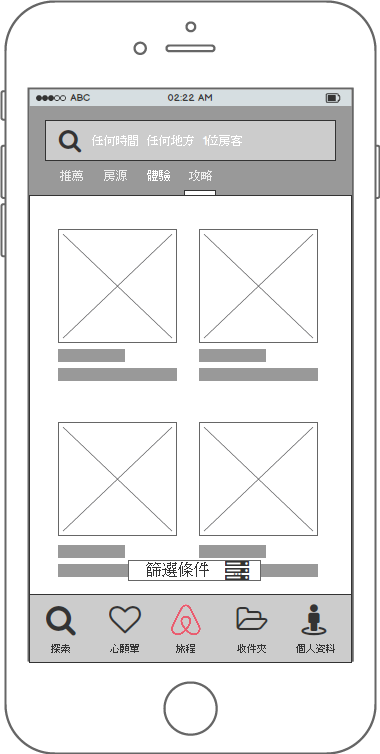 ABC 02:22 AM
任何時間 任何地方 1位房客
推薦 房源 體驗 攻略
篩選條件
探索 心願單 旅程 收件夾 個人資料